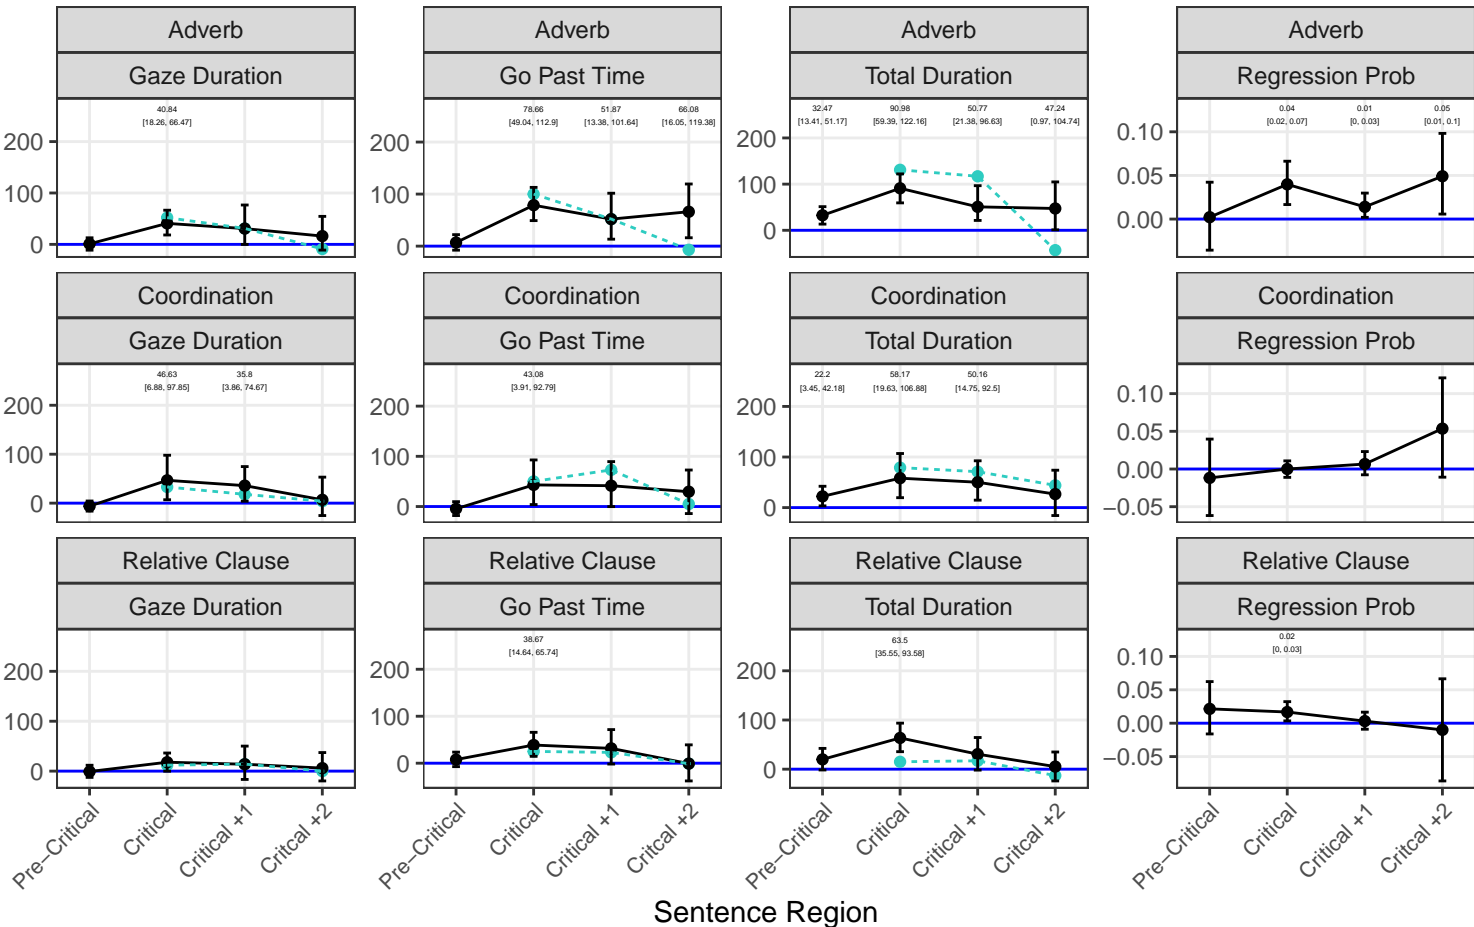 Adverb
Gaze Duration
40.84
[18.26, 66.47]
200
100
0
Adverb
Go Past Time
78.66 51.87 66.08
[49.04, 112.9] [13.38, 101.64] [16.05, 119.38]
200
100
0
Adverb
Total Duration
32.47 90.98 50.77 47.24
[13.41, 51.17] [59.39, 122.16] [21.38, 96.63] [0.97, 104.74]
200
100
0
Adverb
Regression Prob
0.04 0.01 0.05
[0.02, 0.07] [0, 0.03] [0.01, 0.1]
0.10
0.05
0.00
Coordination
Gaze Duration
46.63 35.8
[6.88, 97.85] [3.86, 74.67]
200
100
0
Coordination
Go Past Time
43.08
[3.91, 92.79]
200
100
0
Coordination
Total Duration
22.2 58.17 50.16
[3.45, 42.18] [19.63, 106.88] [14.75, 92.5]
200
100
0
Coordination
Regression Prob
0.10
0.05
0.00
−0.05
Relative Clause
Gaze Duration
200
100
0
Relative Clause
Go Past Time
38.67
[14.64, 65.74]
200
100
0
Relative Clause
Total Duration
63.5
[35.55, 93.58]
200
100
0
Relative Clause
Regression Prob
0.02
[0, 0.03]
0.10
0.05
0.00
−0.05
Pre−Critical
Critical
Critical +1
Critcal +2
Pre−Critical
Critical
Critical +1
Critcal +2
Pre−Critical
Critical
Critical +1
Critcal +2
Pre−Critical
Critical
Critical +1
Critcal +2
Sentence Region